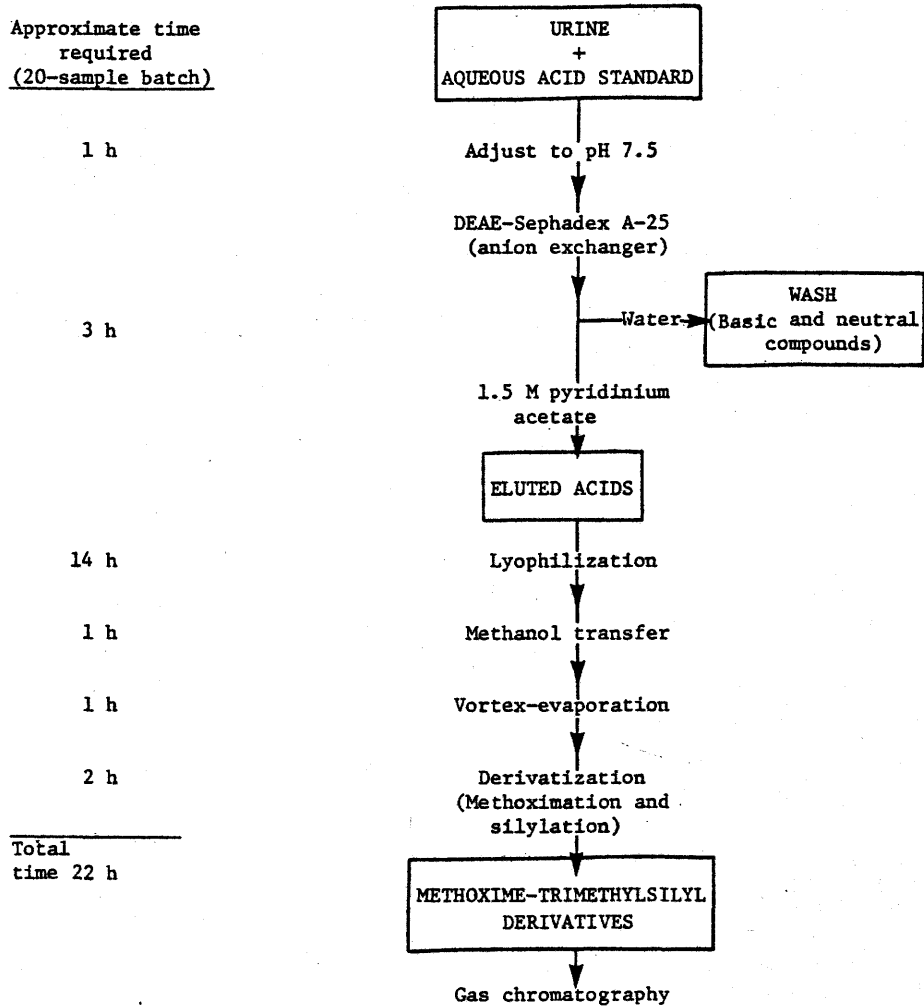 Approximate time
required
(20-sample batch)
URINE
+
AQUEOUS ACID STANDARD
1 h
Adjust to pH 7.5
DEAE-Sephadex A-25
(anion exchanger)
3 h
Water
WASH
(Basic and neutral
compounds)
1.5 M pyridinium
acetate
ELUTED ACIDS
14 h
Lyophilization
1 h
Methanol transfer
1 h
Vortex-evaporation
2 h
Derivatization
(Methoximation and
silylation)
Total
time 22 h
METHOXIME-TRIMETHYLSILYL
DERIVATIVES
Gas chromatography